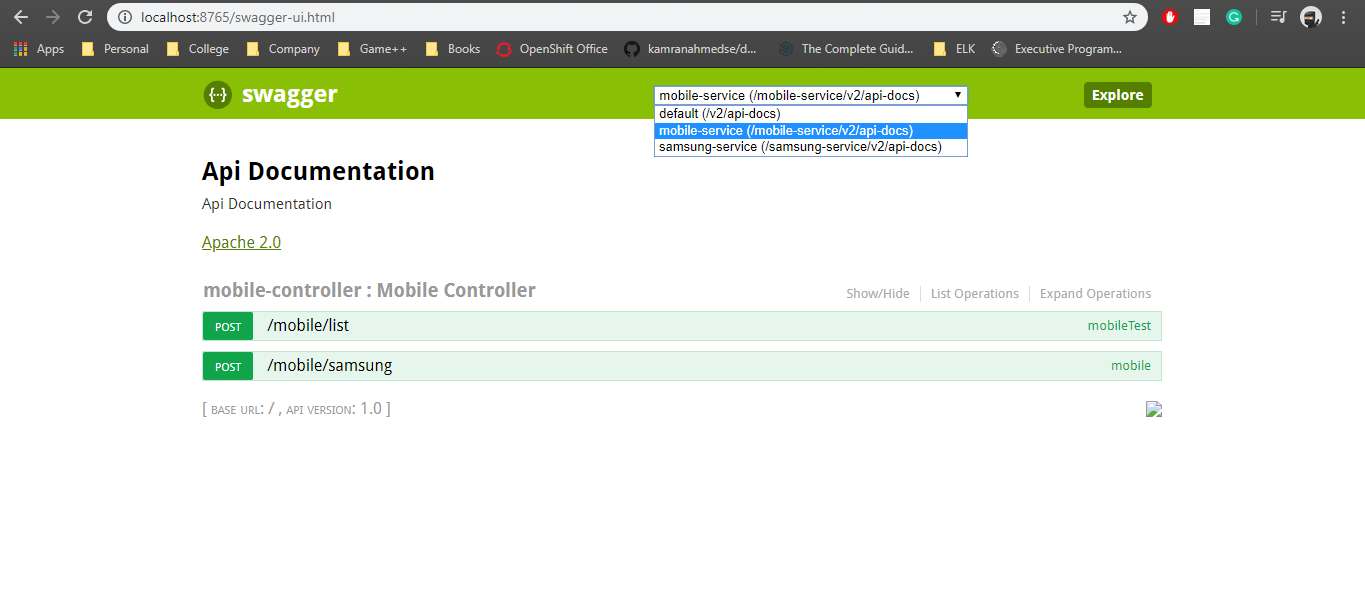 localhost:8765/swagger-ui.html
Apps Personal College Company Game++ Books OpenShift Office kamranahmedse/d... The Complete Guid... ELK Executive Program...
{···} swagger mobile-service (/mobile-service/v2/api-docs) Explore
default (/v2/api-docs)
mobile-service (/mobile-service/v2/api-docs)
samsung-service (/samsung-service/v2/api-docs)
Api Documentation
Api Documentation
Apache 2.0
mobile-controller : Mobile Controller Show/Hide List Operations Expand Operations
POST /mobile/list mobileTest
POST /mobile/samsung mobile
[ BASE URL: / , API VERSION: 1.0 ]